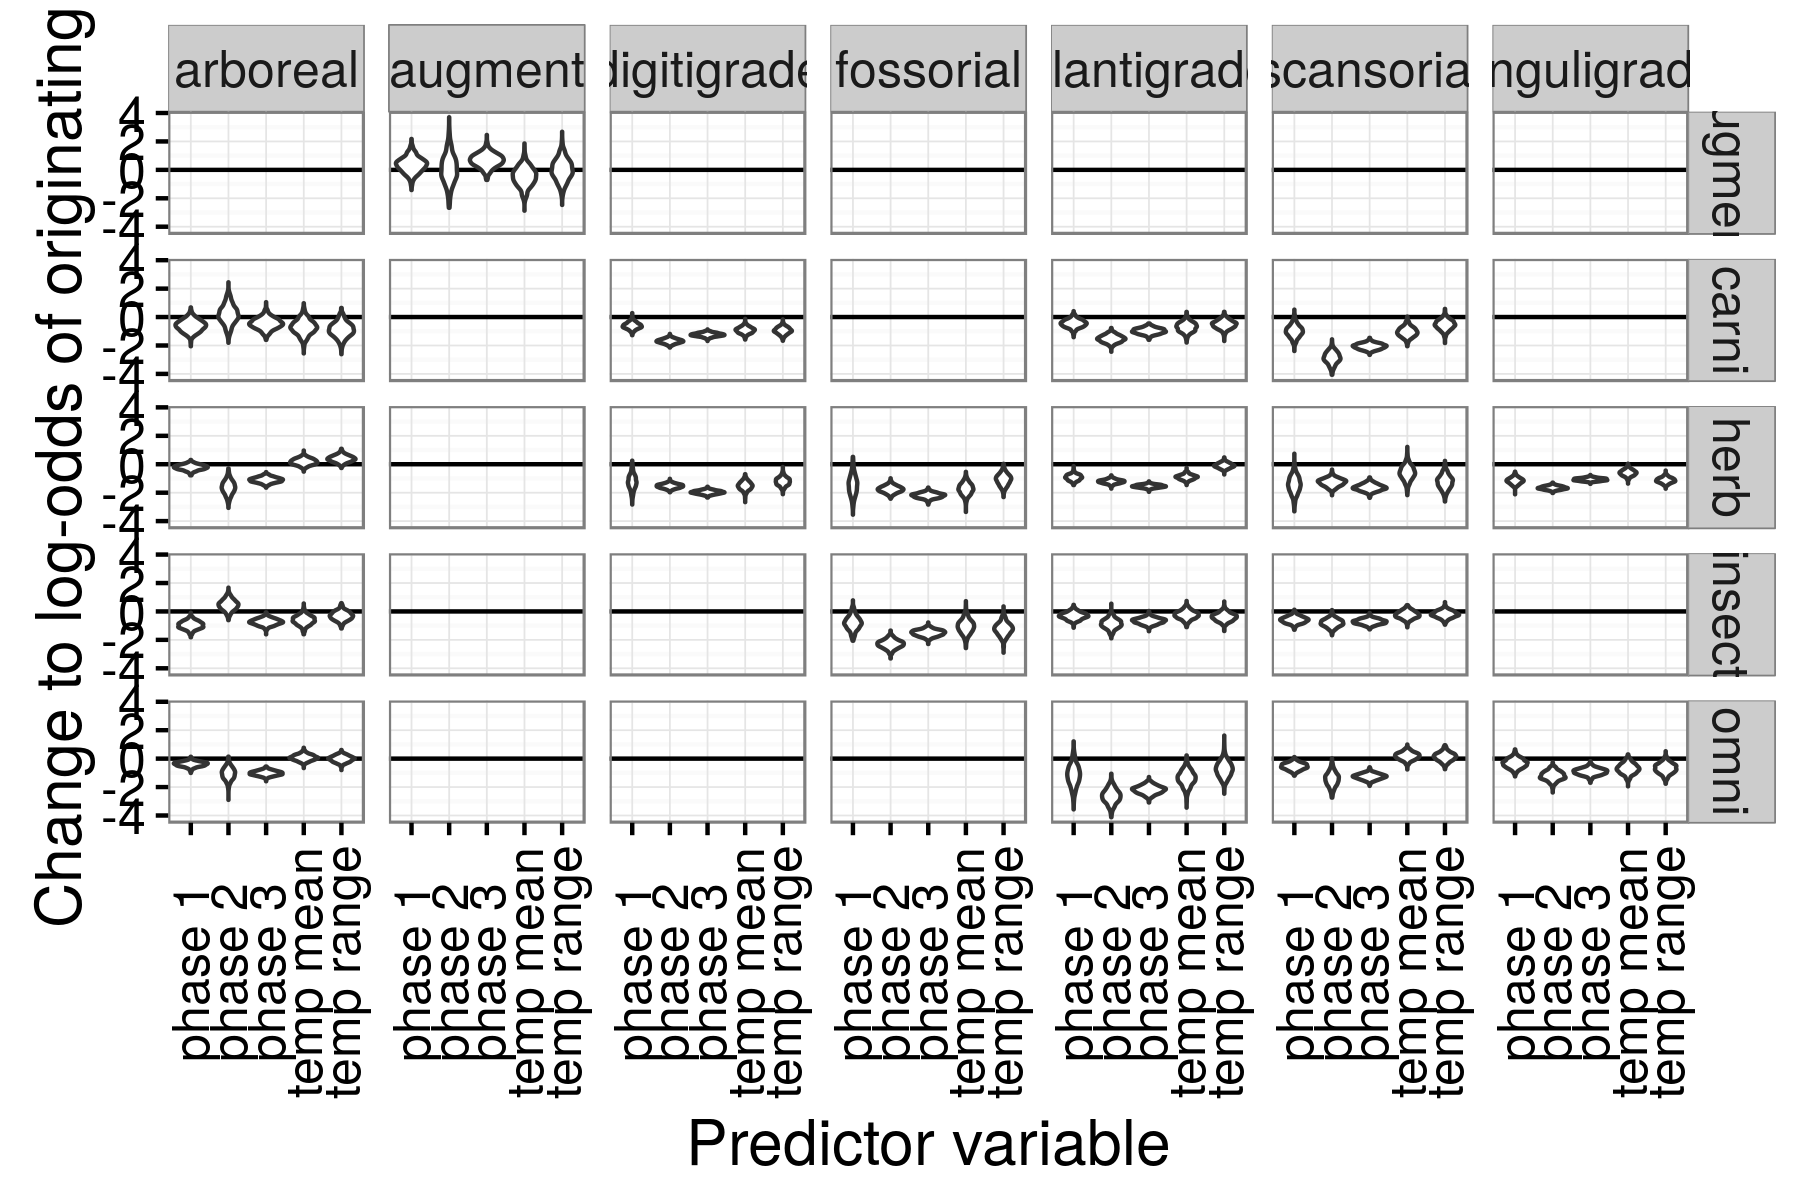 Change to log-odds of originating
arboreal augment digitigrade fossorial lantigrad scansoria nguligrad
4
2
0
-2
-4
ugme
4
2
0
-2
-4
carni
4
2
0
-2
-4
herb
4
2
0
-2
-4
insect
4
2
0
-2
-4
omni
phase 1
phase 2
phase 3
temp mean
temp range
phase 1
phase 2
phase 3
temp mean
temp range
phase 1
phase 2
phase 3
temp mean
temp range
phase 1
phase 2
phase 3
temp mean
temp range
phase 1
phase 2
phase 3
temp mean
temp range
phase 1
phase 2
phase 3
temp mean
temp range
phase 1
phase 2
phase 3
temp mean
temp range
Predictor variable